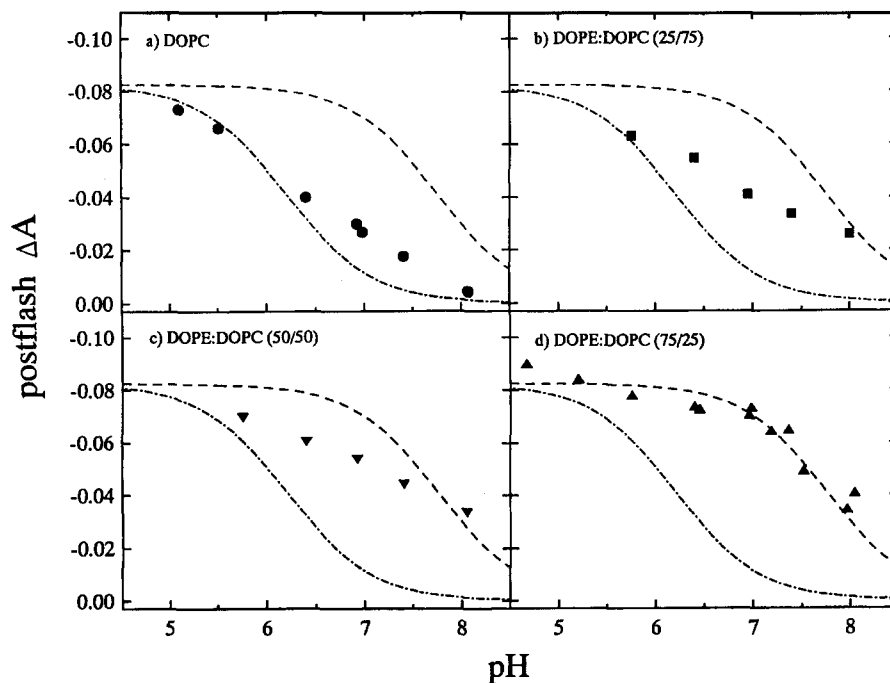 postflash ΔA
-0.10
-0.08
-0.06
-0.04
-0.02
0.00
a) DOPC
b) DOPE:DOPC (25/75)
-0.10
-0.08
-0.06
-0.04
-0.02
0.00
c) DOPE:DOPC (50/50)
d) DOPE:DOPC (75/25)
5 6 7 8 5 6 7 8
pH